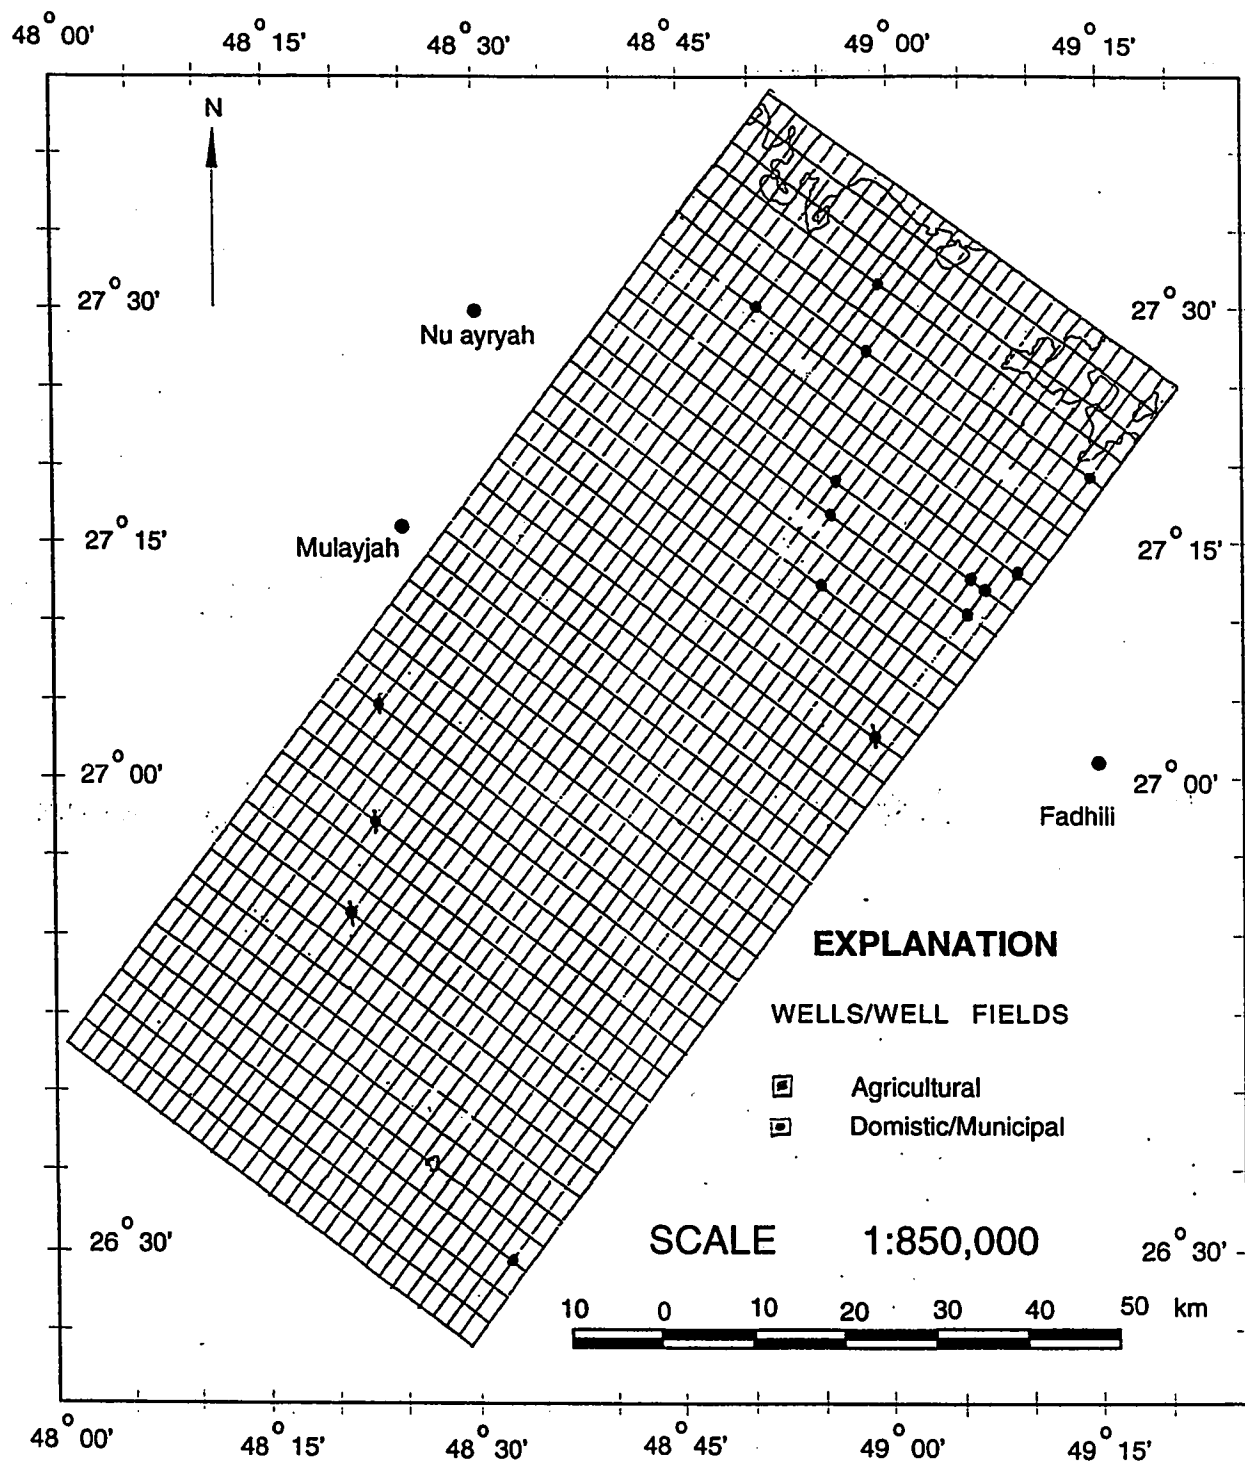 48° 00' 48° 15' 48° 30' 48° 45' 49° 00' 49° 15'
N
27° 30' 27° 30'
Nu ayryah
27° 15' 27° 15'
Mulayjah
27° 00' 27° 00'
Fadhili
EXPLANATION
WELLS/WELL FIELDS
Agricultural
Domistic/Municipal
26° 30' 26° 30'
SCALE 1:850,000
10 0 10 20 30 40 50 km
48° 00' 48° 15' 48° 30' 48° 45' 49° 00' 49° 15'